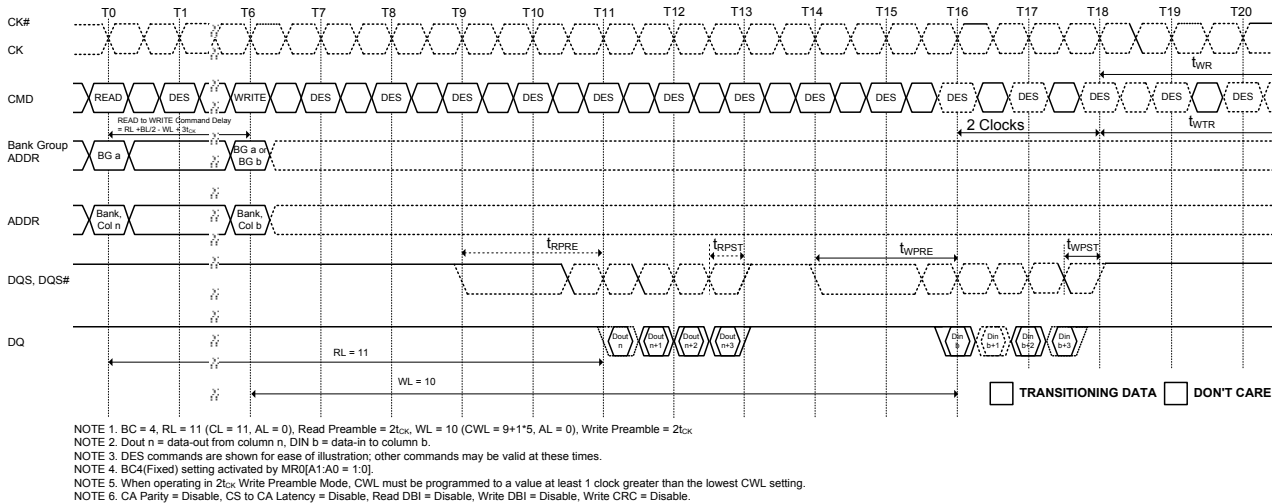 CK# T0 T1 T6 T7 T8 T9 T10 T11 T12 T13 T14 T15 T16 T17 T18 T19 T20
CK
tWR
CMD READ DES WRITE DES DES DES DES DES DES DES DES DES DES DES DES DES DES
READ to WRITE Command Delay
= RL +BL/2 - WL + 3tCK
2 Clocks tWTR
Bank Group
ADDR
BG a
BG a or
BG b
ADDR
Bank,
Col n
Bank,
Col b
tRPRE tRPST tWPRE tWPST
DQS, DQS#
DQ
Dout
n
Dout
n+1
Dout
n+2
Dout
n+3
Din
b
Din
b+1
Din
b+2
Din
b+3
RL = 11
WL = 10
TRANSITIONING DATA DON'T CARE
NOTE 1. BC = 4, RL = 11 (CL = 11, AL = 0), Read Preamble = 2tCK, WL = 10 (CWL = 9+1*5, AL = 0), Write Preamble = 2tCK
NOTE 2. Dout n = data-out from column n, DIN b = data-in to column b.
NOTE 3. DES commands are shown for ease of illustration; other commands may be valid at these times.
NOTE 4. BC4(Fixed) setting activated by MR0[A1:A0 = 1:0].
NOTE 5. When operating in 2tCK Write Preamble Mode, CWL must be programmed to a value at least 1 clock greater than the lowest CWL setting.
NOTE 6. CA Parity = Disable, CS to CA Latency = Disable, Read DBI = Disable, Write DBI = Disable, Write CRC = Disable.